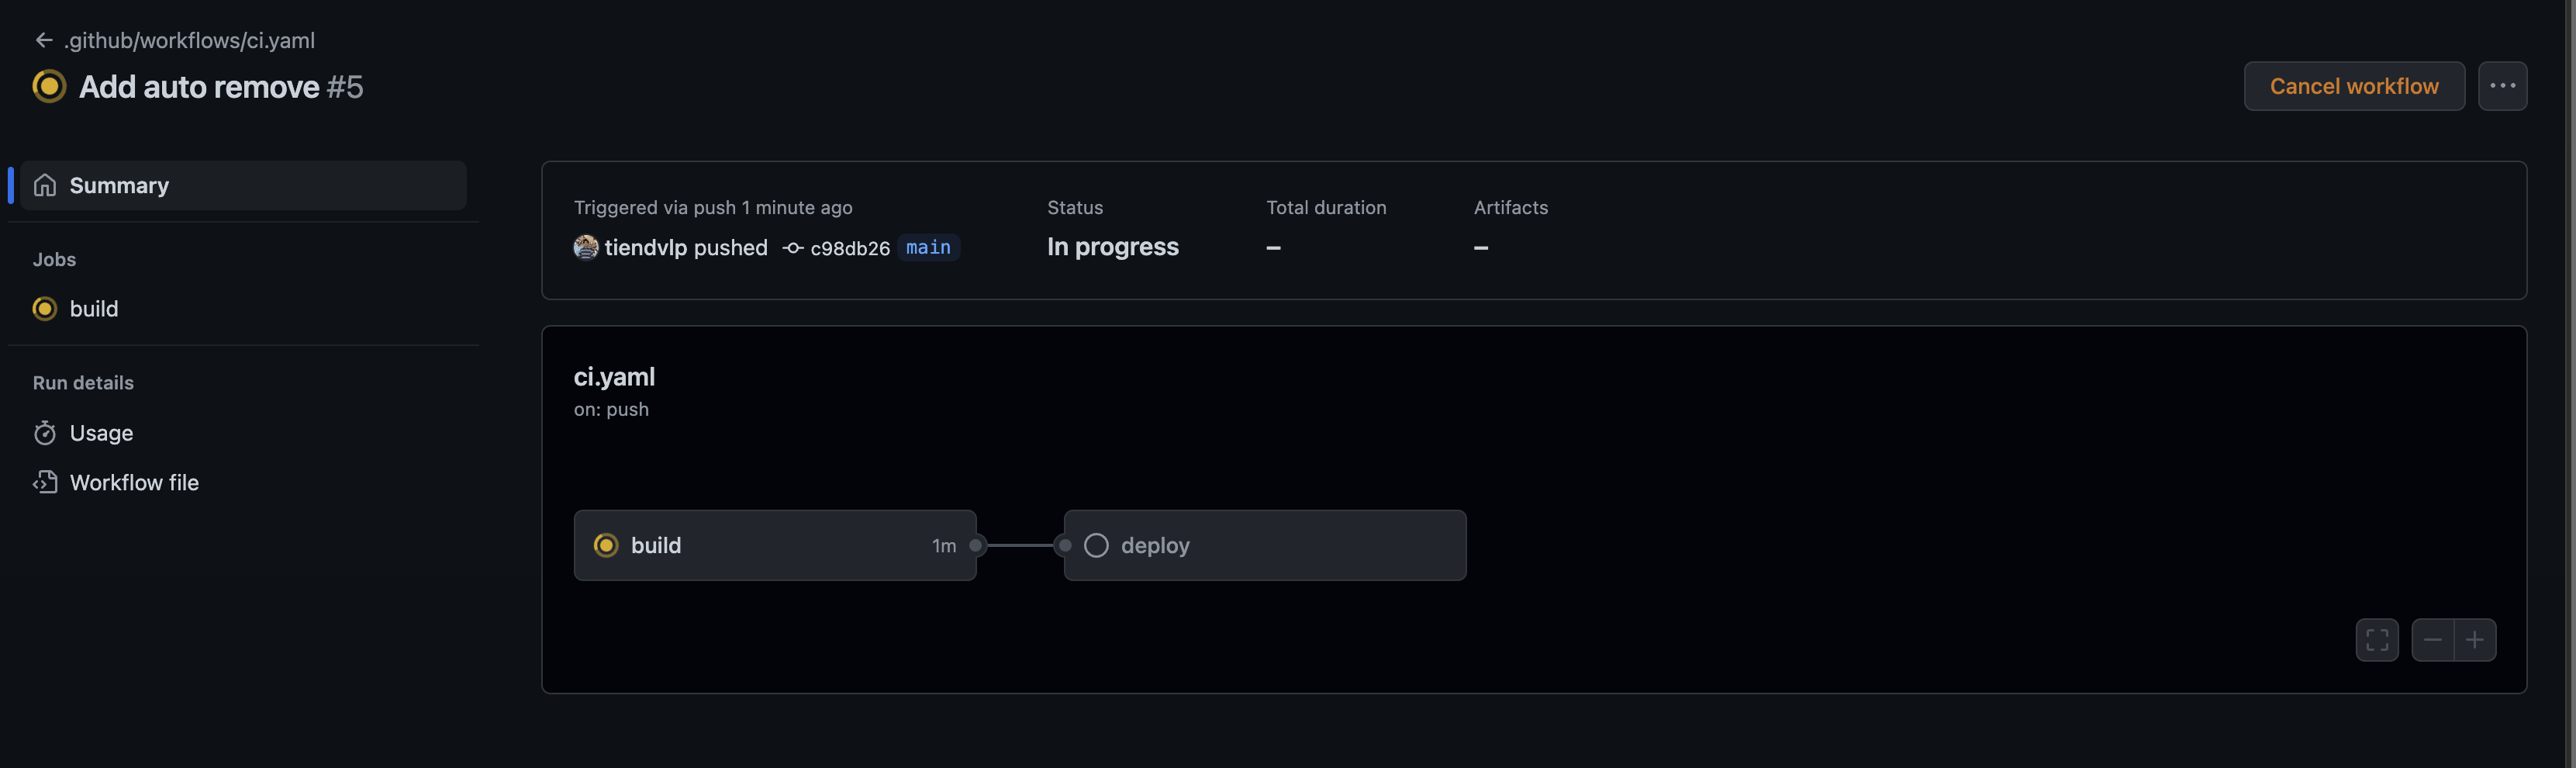 .github/workflows/ci.yaml
Add auto remove #5
Cancel workflow
Summary
Jobs
build
Run details
Usage
Workflow file
Triggered via push 1 minute ago
tiendvlp pushed c98db26 main
Status
In progress
Total duration
–
Artifacts
–
ci.yaml
on: push
build 1m
deploy